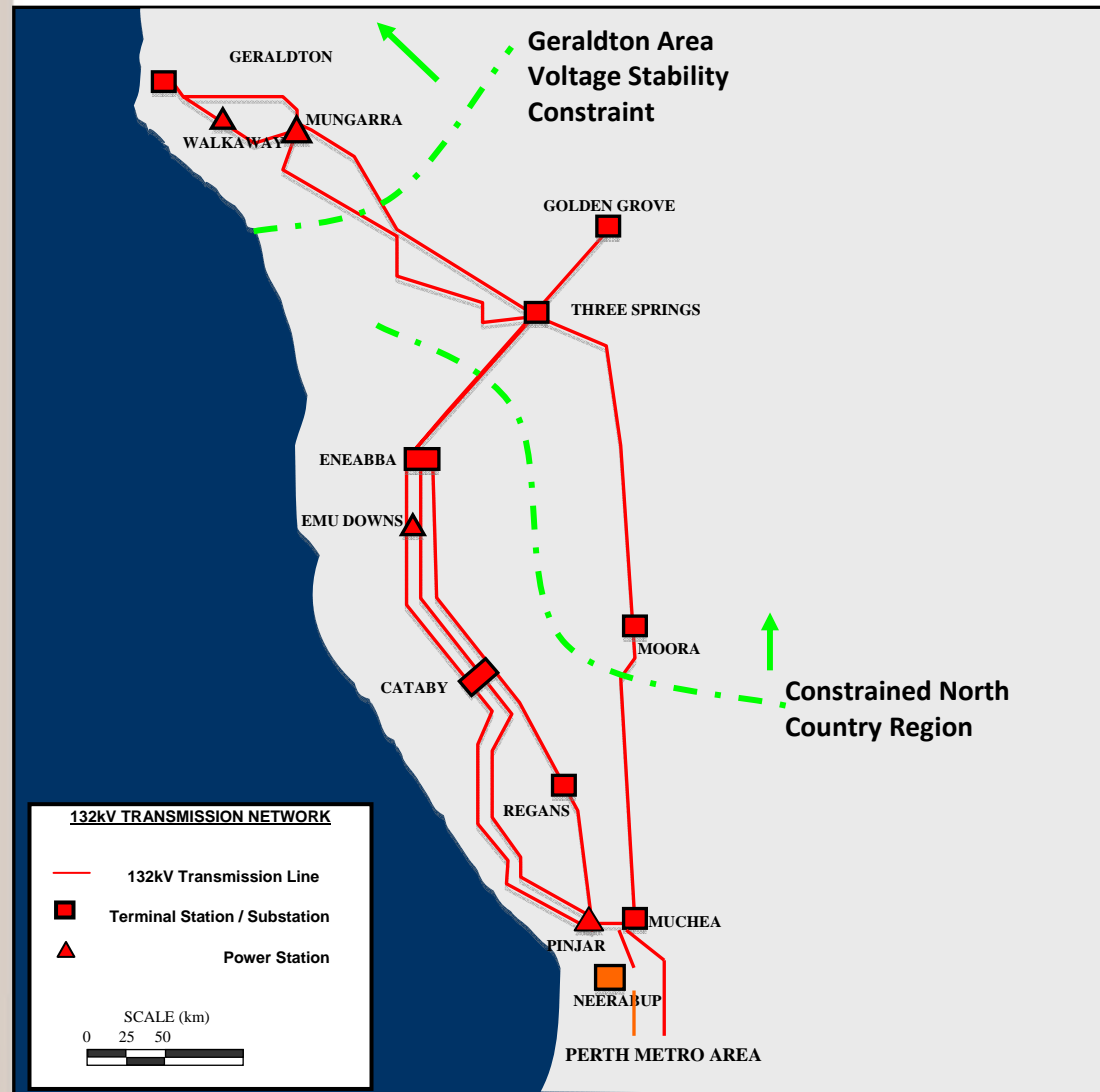 GERALDTON
Geraldton Area
Voltage Stability
Constraint
MUNGARRA
WALKAWAY
GOLDEN GROVE
THREE SPRINGS
ENEABBA
EMU DOWNS
MOORA
CATABY
Constrained North
Country Region
REGANS
MUCHEA
PINJAR
NEERABUP
PERTH METRO AREA
132kV TRANSMISSION NETWORK
132kV Transmission Line
Terminal Station / Substation
Power Station
SCALE (km)
0 25 50